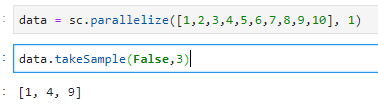 : data = sc.parallelize([1,2,3,4,5,6,7,8,9,10], 1)
: data.takeSample(False,3)
: [1, 4, 9]